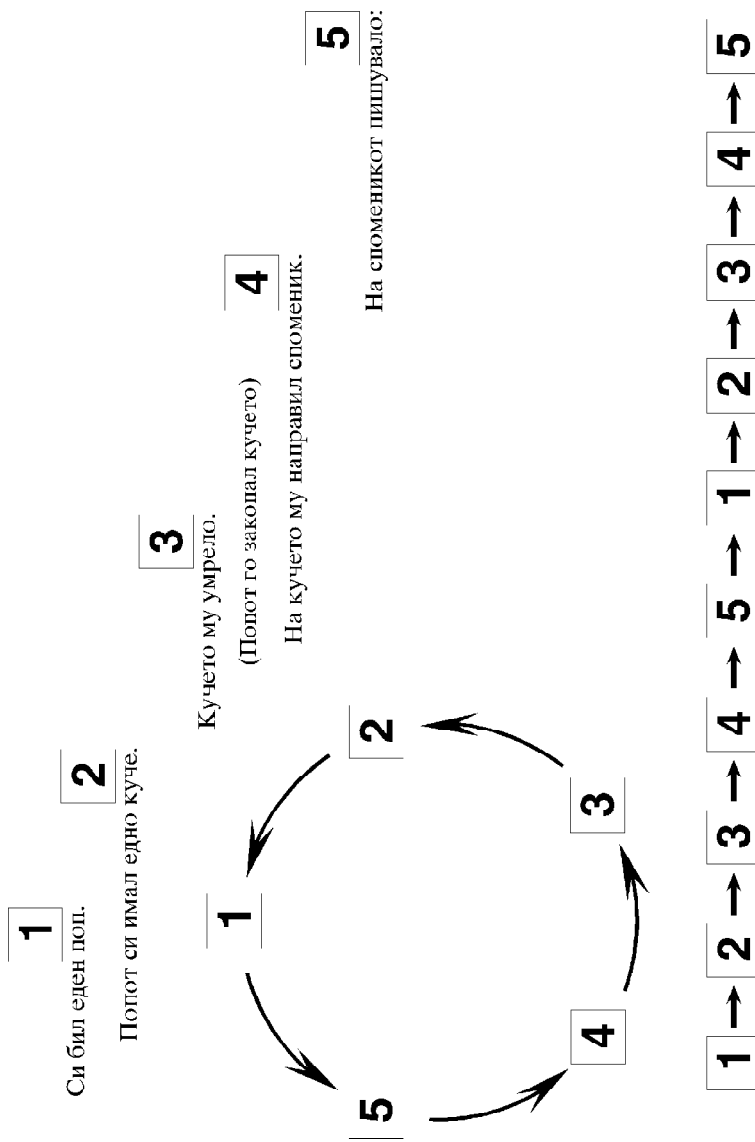 1
Си бил еден поп.
2
Попот си имал едно куче.
3
Кучето му умрело.
(Попот го закопал кучето)
4
На кучето му направил споменик.
5
На споменикот пишувало:
1
2
3
4
5
1 2 3 4 5 1 2 3 4 5